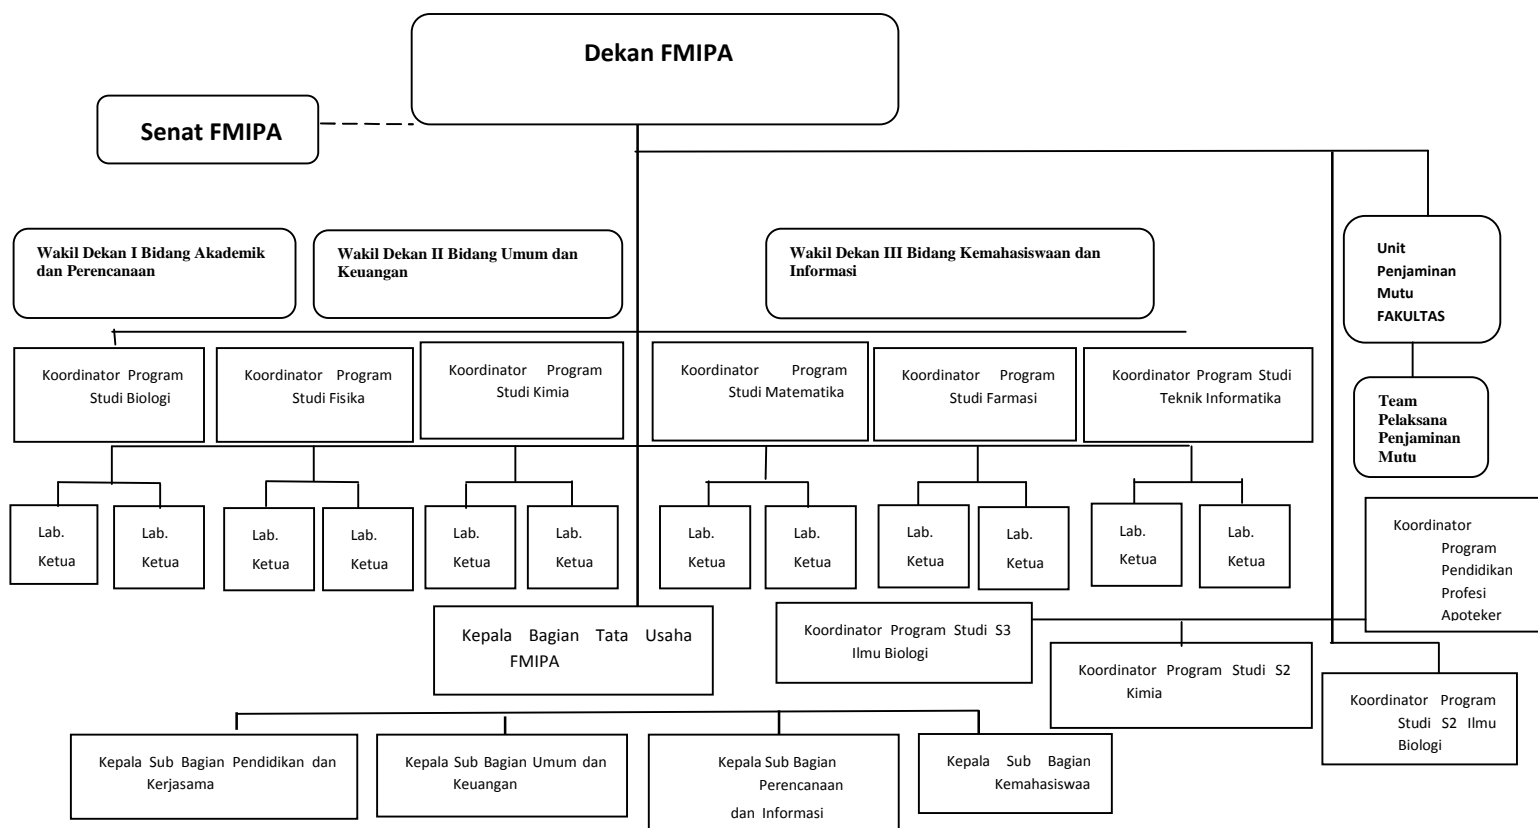 Dekan FMIPA
Senat FMIPA
Wakil Dekan I Bidang Akademik
dan Perencanaan
Wakil Dekan II Bidang Umum dan
Keuangan
Wakil Dekan III Bidang Kemahasiswaan dan
Informasi
Unit
Penjaminan
Mutu
FAKULTAS
Koordinator Program
Studi Biologi
Koordinator Program
Studi Fisika
Koordinator Program
Studi Kimia
Koordinator Program
Studi Matematika
Koordinator Program
Studi Farmasi
Koordinator Program Studi
Teknik Informatika
Team
Pelaksana
Penjaminan
Mutu
Lab.
Ketua
Lab.
Ketua
Lab.
Ketua
Lab.
Ketua
Lab.
Ketua
Lab.
Ketua
Lab.
Ketua
Lab.
Ketua
Lab.
Ketua
Lab.
Ketua
Lab.
Ketua
Lab.
Ketua
Koordinator
Program
Pendidikan
Profesi
Apoteker
Kepala Bagian Tata Usaha
FMIPA
Koordinator Program Studi S3
Ilmu Biologi
Koordinator Program Studi S2
Kimia
Koordinator Program
Studi S2 Ilmu
Biologi
Kepala Sub Bagian Pendidikan dan
Kerjasama
Kepala Sub Bagian Umum dan
Keuangan
Kepala Sub Bagian
Perencanaan
dan Informasi
Kepala Sub Bagian
Kemahasiswaa